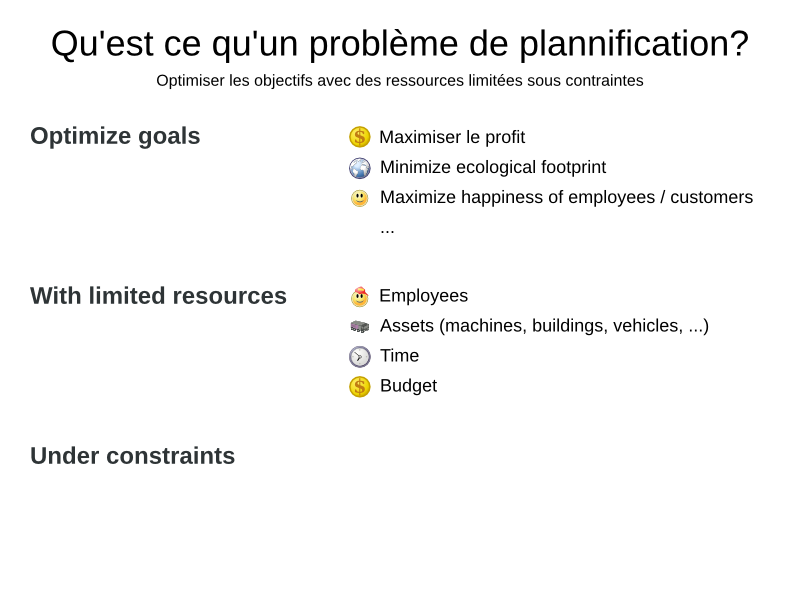 Qu'est ce qu'un problème de plannification?
Optimiser les objectifs avec des ressources limitées sous contraintes
Optimize goals
Maximiser le profit
Minimize ecological footprint
Maximize happiness of employees / customers
...
With limited resources
Employees
Assets (machines, buildings, vehicles, ...)
Time
Budget
Under constraints